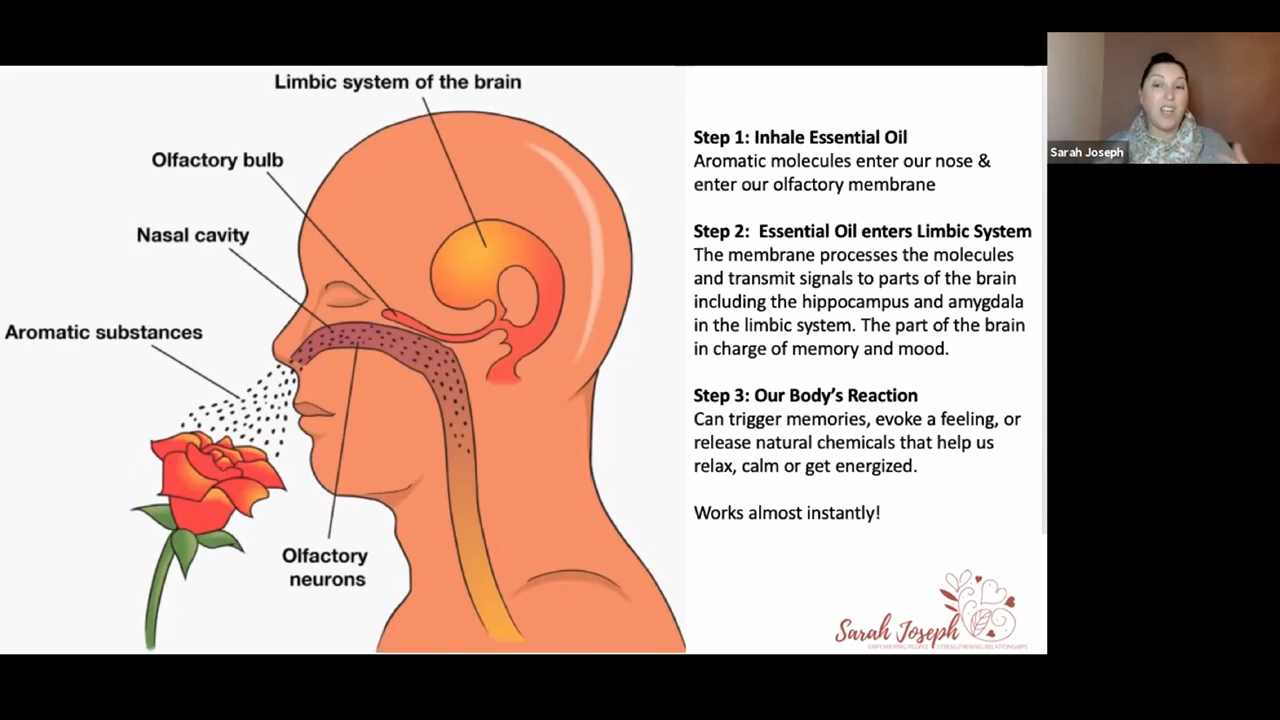 Limbic system of the brain
Olfactory bulb
Nasal cavity
Aromatic substances
Olfactory
neurons
Step 1: Inhale Essential Oil
Aromatic molecules enter our nose &
enter our olfactory membrane
Step 2:  Essential Oil enters Limbic System
The membrane processes the molecules
and transmit signals to parts of the brain
including the hippocampus and amygdala
in the limbic system. The part of the brain
in charge of memory and mood.
Step 3: Our Body’s Reaction
Can trigger memories, evoke a feeling, or
release natural chemicals that help us
relax, calm or get energized.
Works almost instantly!
Sarah Joseph
EMPOWERING PEOPLE | STRENGTHENING RELATIONSHIPS
Sarah Joseph